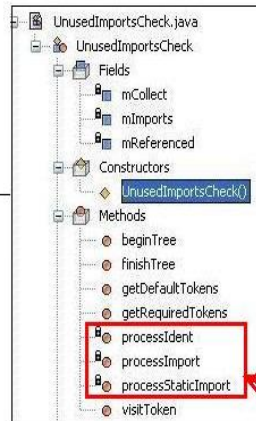 UnusedImportsCheck.java
UnusedImportsCheck
Fields
mCollect
mImports
mReferenced
Constructors
UnusedImportsCheck()
Methods
beginTree
finishTree
getDefaultTokens
getRequiredTokens
processIdent
processImport
processStaticImport
visitToken